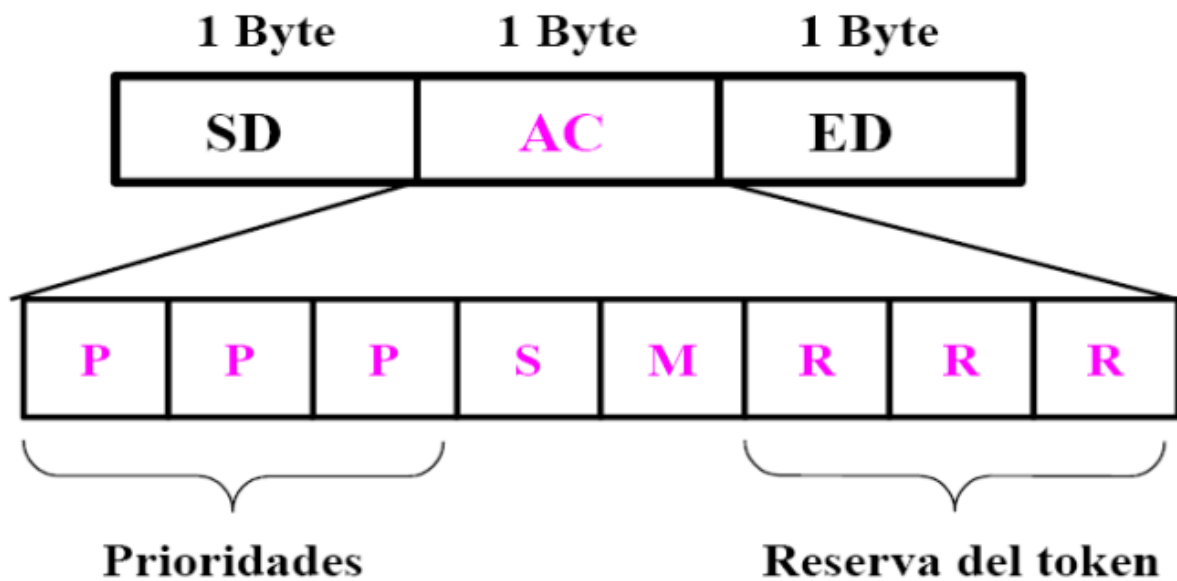 1 Byte 1 Byte 1 Byte
SD AC ED
P P P S M R R R
Prioridades Reserva del token